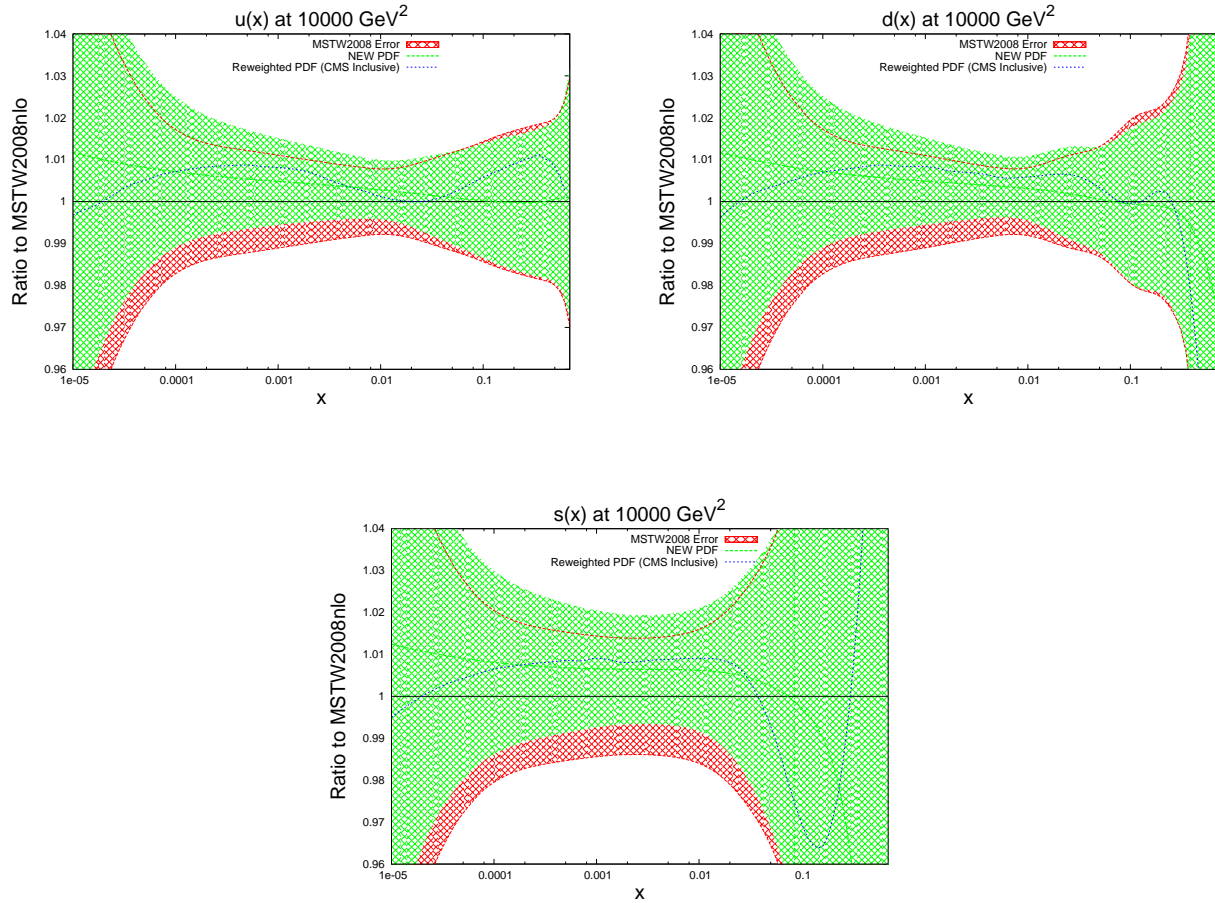 u(x) at 10000 GeV²
MSTW2008 Error
NEW PDF
Reweighted PDF (CMS Inclusive)
Ratio to MSTW2008nlo
1.04
1.03
1.02
1.01
1
0.99
0.98
0.97
0.96
1e-05 0.0001 0.001 0.01 0.1
x
d(x) at 10000 GeV²
MSTW2008 Error
NEW PDF
Reweighted PDF (CMS Inclusive)
Ratio to MSTW2008nlo
1.04
1.03
1.02
1.01
1
0.99
0.98
0.97
0.96
1e-05 0.0001 0.001 0.01 0.1
x
s(x) at 10000 GeV²
MSTW2008 Error
NEW PDF
Reweighted PDF (CMS Inclusive)
Ratio to MSTW2008nlo
1.04
1.03
1.02
1.01
1
0.99
0.98
0.97
0.96
1e-05 0.0001 0.001 0.01 0.1
x